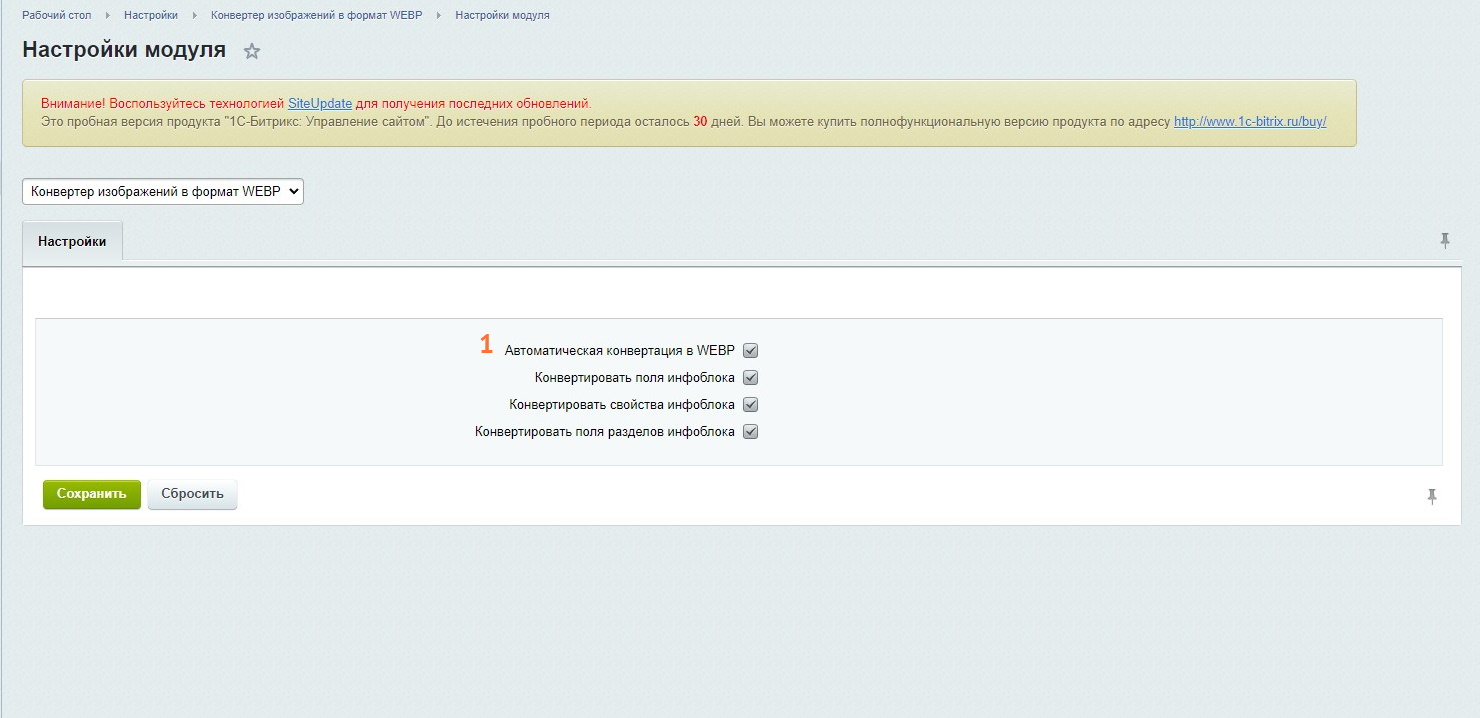 Рабочий стол Настройки Конвертер изображений в формат WEBP Настройки модуля
Настройки модуля
Внимание! Воспользуйтесь технологией SiteUpdate для получения последних обновлений.
Это пробная версия продукта "1С-Битрикс: Управление сайтом". До истечения пробного периода осталось 30 дней. Вы можете купить полнофункциональную версию продукта по адресу http://www.1c-bitrix.ru/buy/
Конвертер изображений в формат WEBP
Настройки
1 Автоматическая конвертация в WEBP
Конвертировать поля инфоблока
Конвертировать свойства инфоблока
Конвертировать поля разделов инфоблока
Сохранить Сбросить